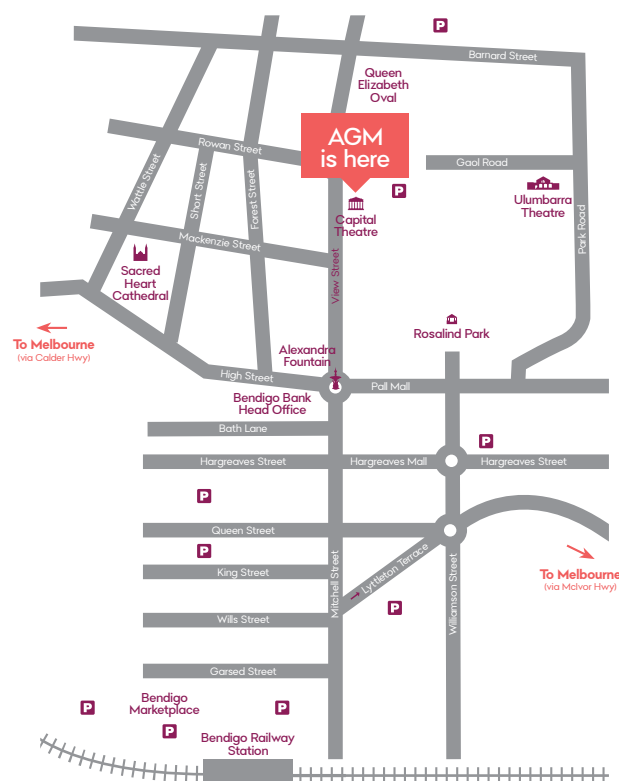 P
Barnard Street
Queen
Elizabeth
Oval
AGM
is here
Rowan Street
Gaol Road
Wattle Street
Short Street
Forest Street
P
Ulumbarra
Theatre
Capital
Theatre
Park Road
Mackenzie Street
View Street
Sacred
Heart
Cathedral
To Melbourne
(via Calder Hwy)
Rosalind Park
Alexandra
Fountain
High Street
Pall Mall
Bendigo Bank
Head Office
Bath Lane
P
Hargreaves Street
Hargreaves Mall
Hargreaves Street
P
Queen Street
P
King Street
Mitchell Street
Lyttleton Terrace
Williamson Street
To Melbourne
(via McIvor Hwy)
P
Wills Street
Garsed Street
P
Bendigo
Marketplace
P
P
Bendigo Railway
Station